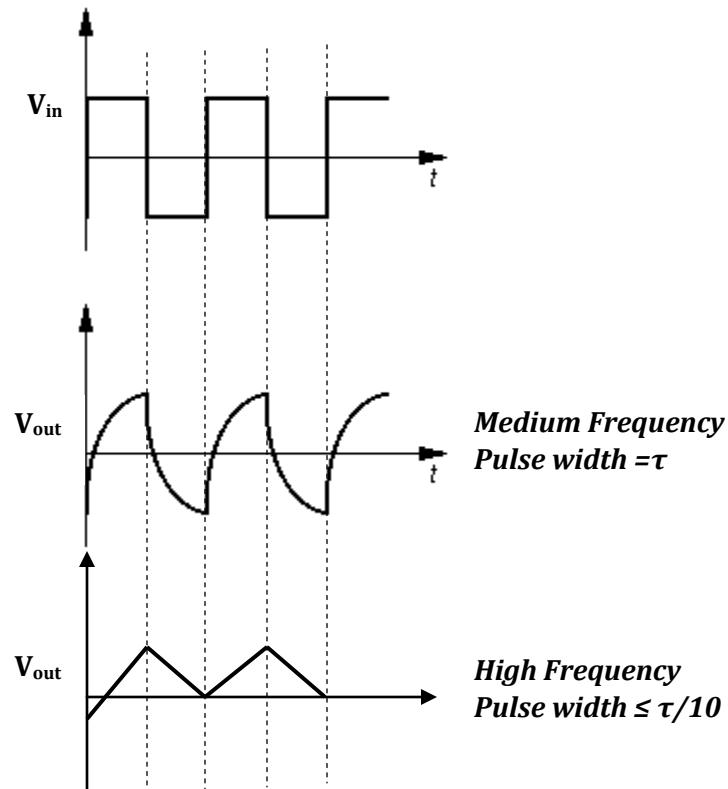 Vin
t
Vout
t
Medium Frequency
Pulse width =τ
Vout
High Frequency
Pulse width ≤ τ/10